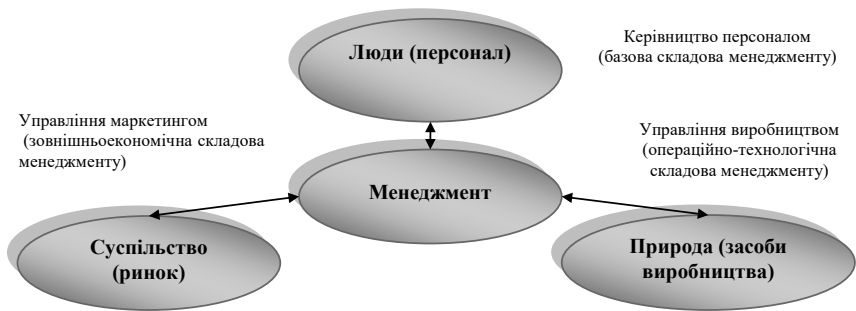 Люди (персонал)
Керівництво персоналом
(базова складова менеджменту)
Управління маркетингом
(зовнішньоекономічна складова
менеджменту)
Управління виробництвом
(операційно-технологічна
складова менеджменту)
Менеджмент
Суспільство
(ринок)
Природа (засоби
виробництва)